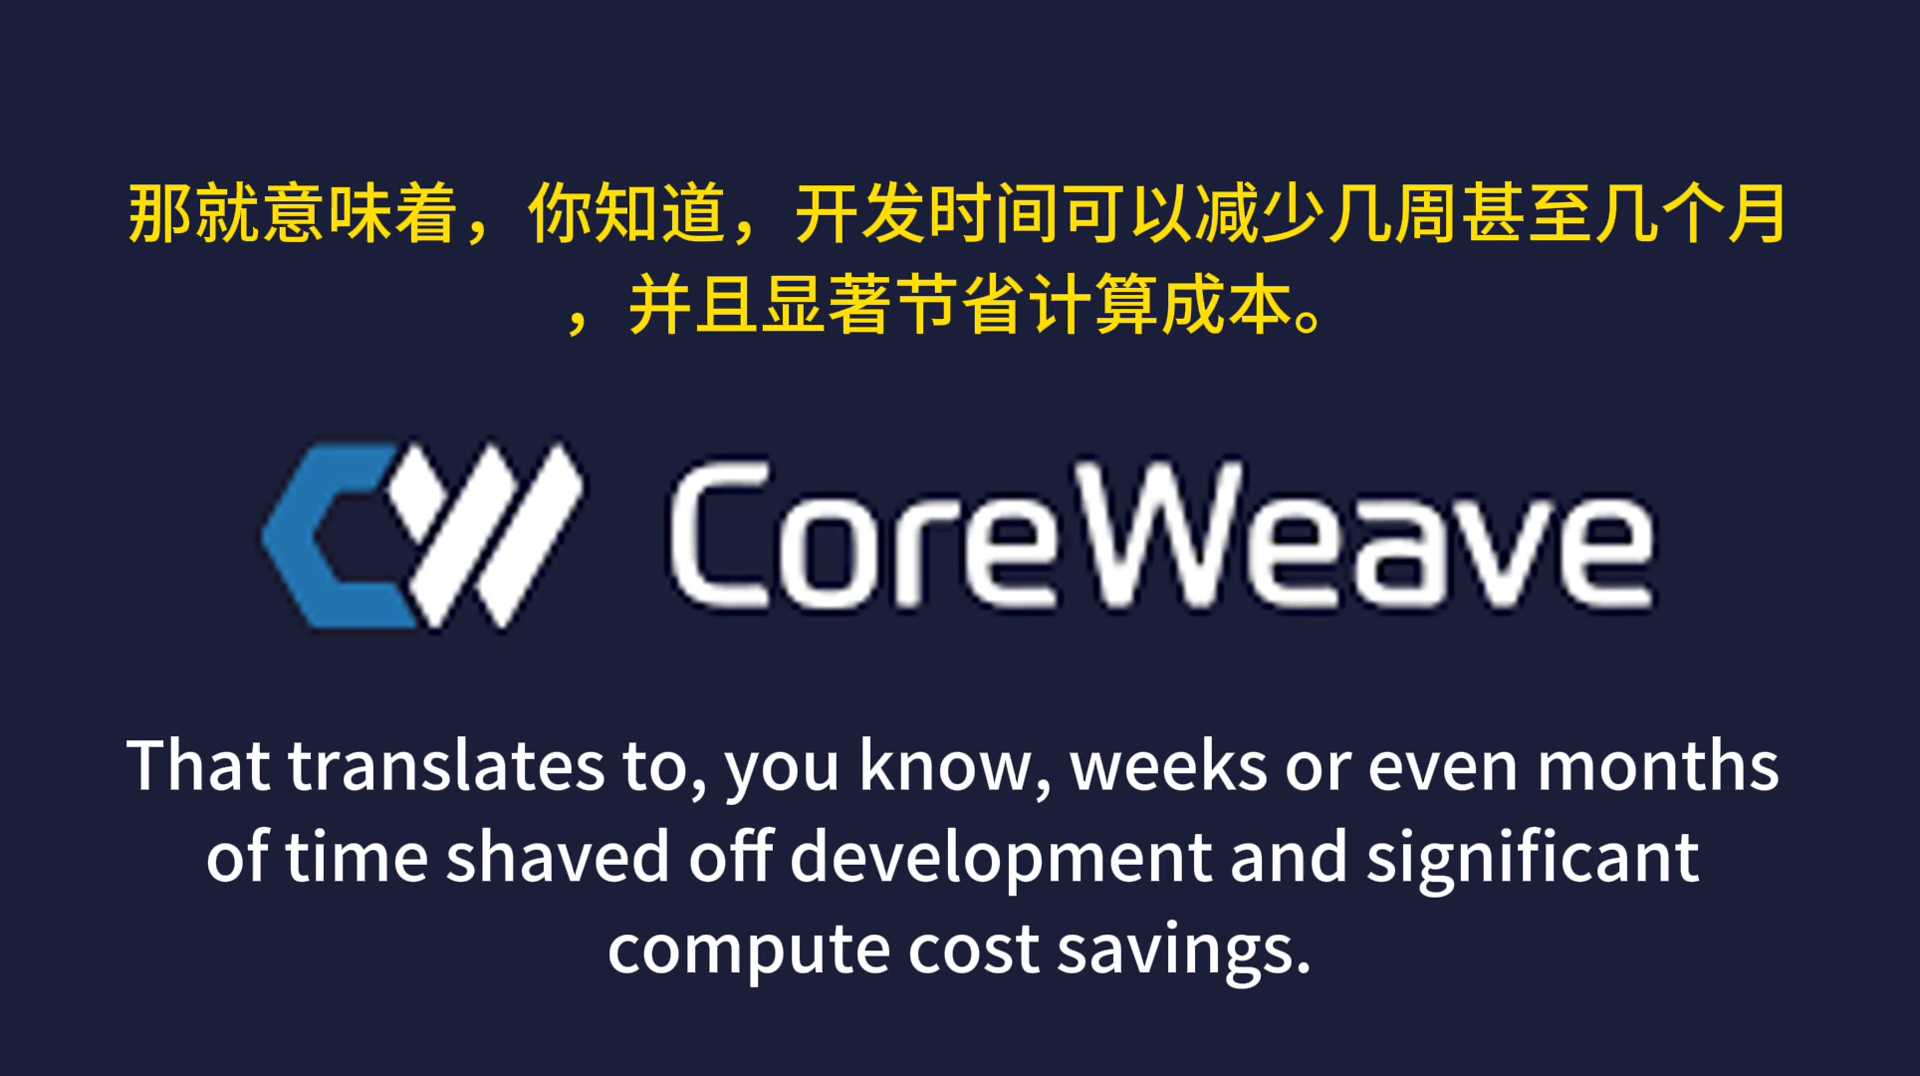 那就意味着，你知道，开发时间可以减少几周甚至几个月
，并且显著节省计算成本。
CoreWeave
That translates to, you know, weeks or even months
of time shaved off development and significant
compute cost savings.